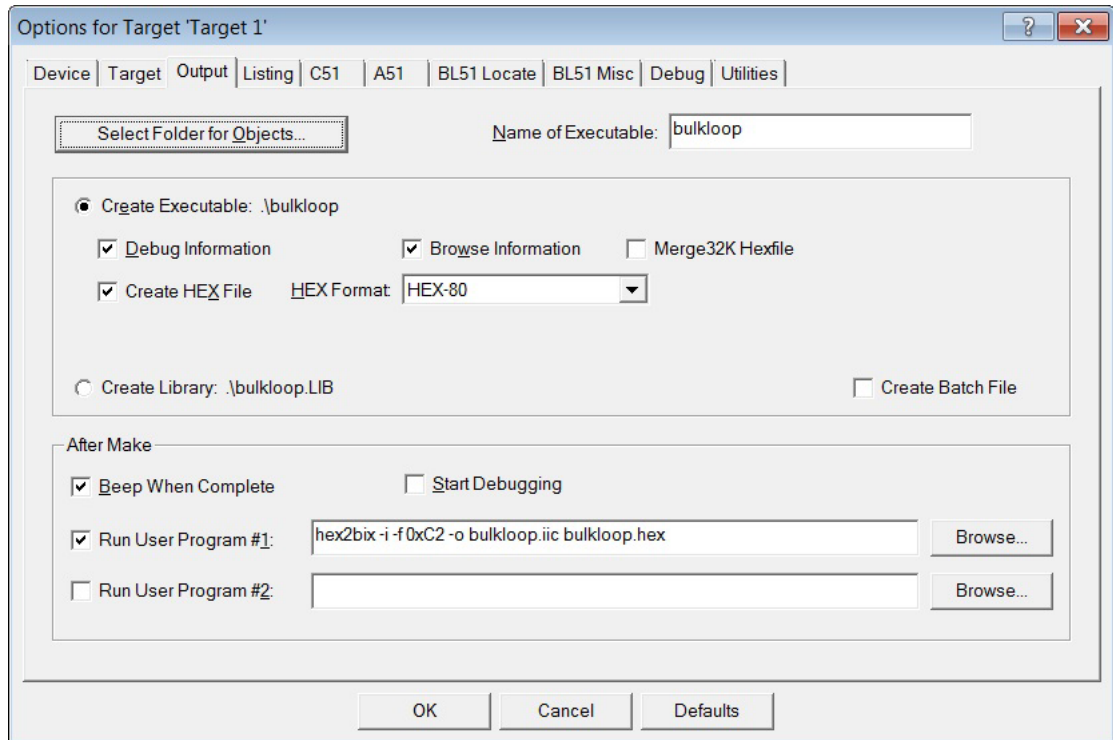 Options for Target 'Target 1'
Device Target Output Listing C51 A51 BL51 Locate BL51 Misc Debug Utilities
Select Folder for Objects... Name of Executable: bulkloop
Create Executable: .\bulkloop
Debug Information Browse Information Merge32K Hexfile
Create HEX File HEX Format: HEX-80
Create Library: .\bulkloop.LIB Create Batch File
After Make
Beep When Complete Start Debugging
Run User Program #1: hex2bix -i -f 0xC2 -o bulkloop.iic bulkloop.hex Browse...
Run User Program #2: Browse...
OK Cancel Defaults